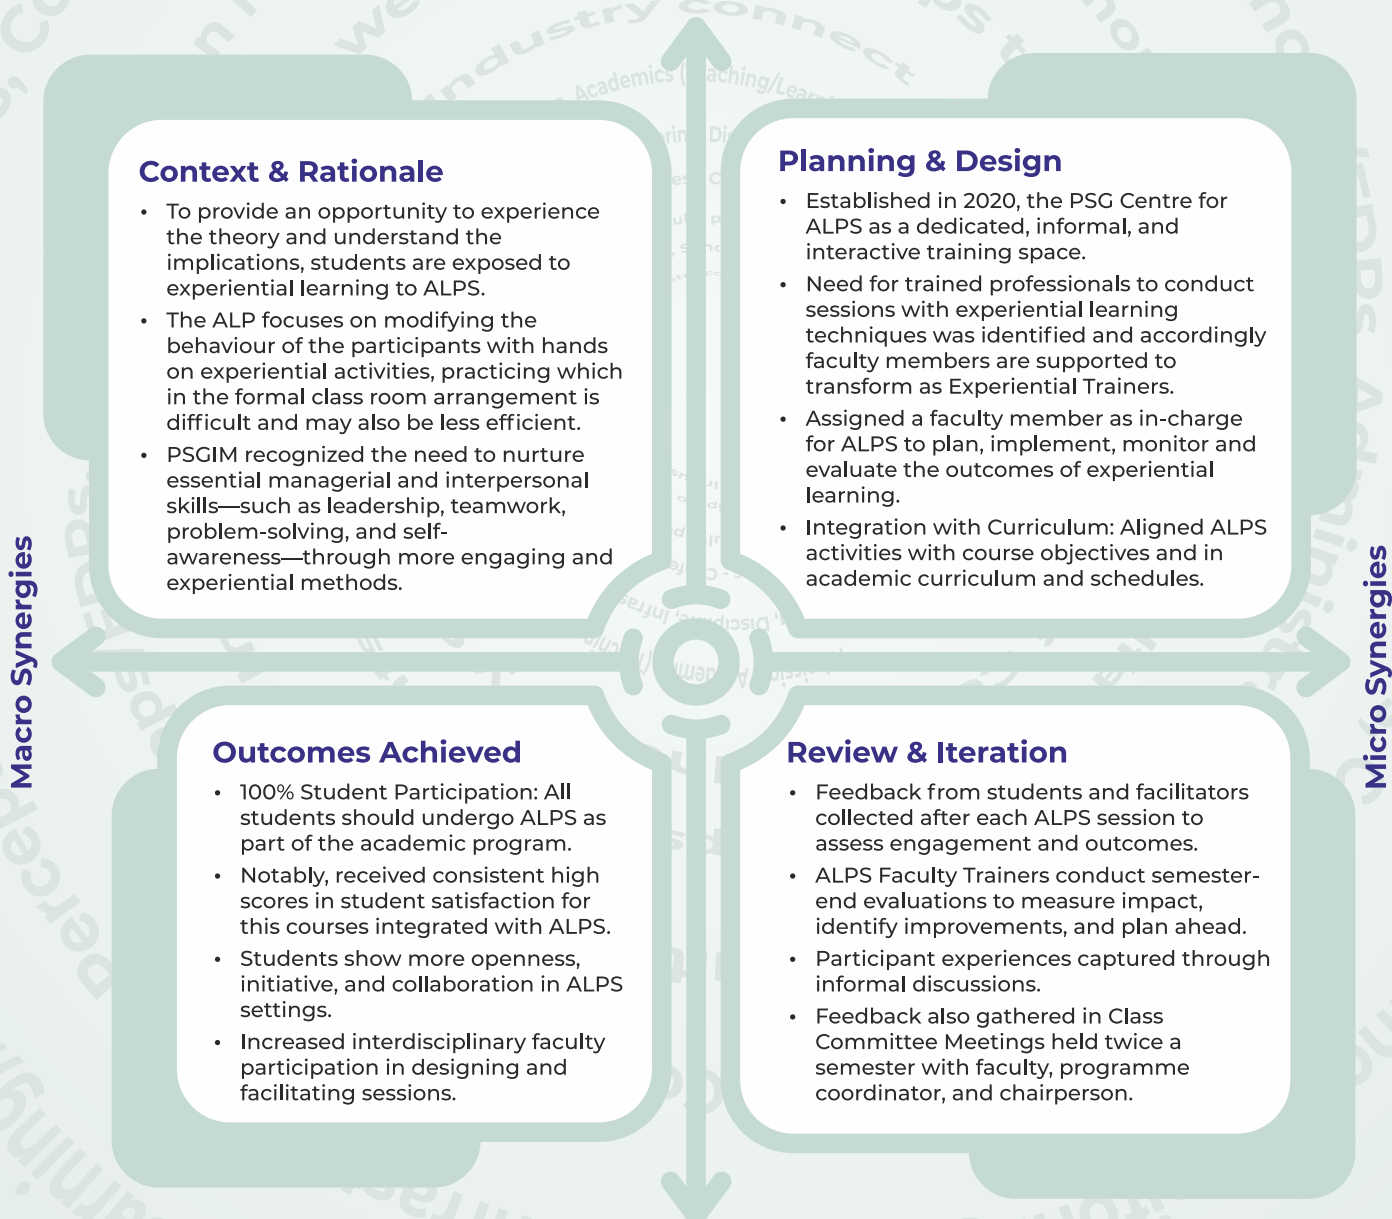 Industry connect
Academics (
aching/Lear
Context & Rationale
• To provide an opportunity to experience
the theory and understand the
implications, students are exposed to
experiential learning to ALPS.
• The ALP focuses on modifying the
behaviour of the participants with hands
on experiential activities, practicing which
in the formal class room arrangement is
difficult and may also be less efficient.
• PSGIM recognized the need to nurture
essential managerial and interpersonal
skills—such as leadership, teamwork,
problem-solving, and self-
awareness—through more engaging and
experiential methods.
Planning & Design
• Established in 2020, the PSG Centre for
ALPS as a dedicated, informal, and
interactive training space.
• Need for trained professionals to conduct
sessions with experiential learning
techniques was identified and accordingly
faculty members are supported to
transform as Experiential Trainers.
• Assigned a faculty member as in-charge
for ALPS to plan, implement, monitor and
evaluate the outcomes of experiential
learning.
• Integration with Curriculum: Aligned ALPS
activities with course objectives and in
academic curriculum and schedules.
Macro Synergies
Micro Synergies
Outcomes Achieved
• 100% Student Participation: All
students should undergo ALPS as
part of the academic program.
• Notably, received consistent high
scores in student satisfaction for
this courses integrated with ALPS.
• Students show more openness,
initiative, and collaboration in ALPS
settings.
• Increased interdisciplinary faculty
participation in designing and
facilitating sessions.
Review & Iteration
• Feedback from students and facilitators
collected after each ALPS session to
assess engagement and outcomes.
• ALPS Faculty Trainers conduct semester-
end evaluations to measure impact,
identify improvements, and plan ahead.
• Participant experiences captured through
informal discussions.
• Feedback also gathered in Class
Committee Meetings held twice a
semester with faculty, programme
coordinator, and chairperson.